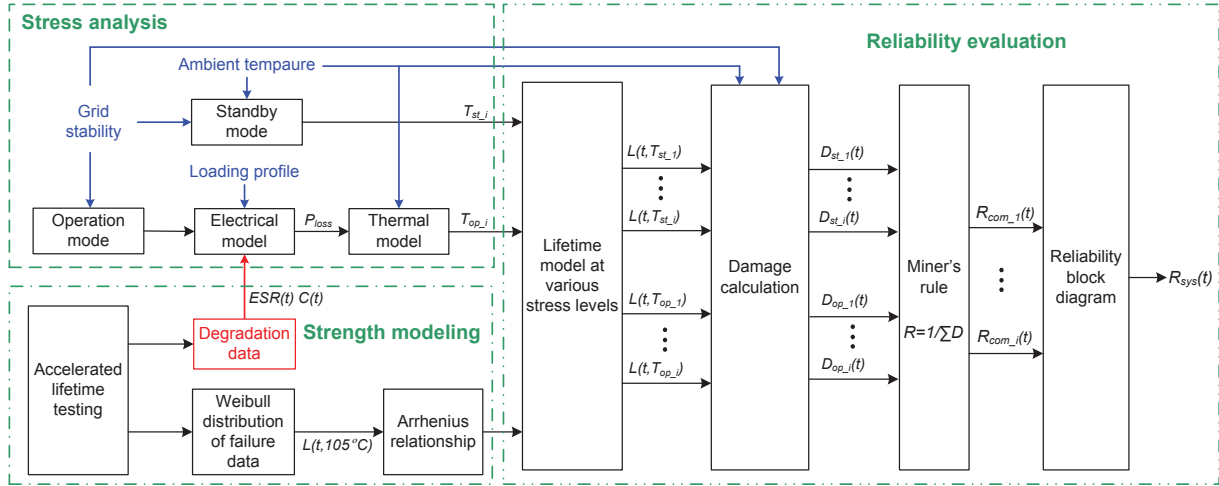 Stress analysis
Ambient tempaure
Grid
stability
Standby
mode
T_st_i
Loading profile
Operation
mode
Electrical
model
P_loss
Thermal
model
T_op_i
ESR(t) C(t)
Degradation
data
Strength modeling
Accelerated
lifetime
testing
Weibull
distribution
of failure
data
L(t,105°C)
Arrhenius
relationship
Reliability evaluation
Lifetime
model at
various
stress levels
L(t,T_st_1)
L(t,T_st_i)
L(t,T_op_1)
L(t,T_op_i)
Damage
calculation
D_st_1(t)
D_st_i(t)
D_op_1(t)
D_op_i(t)
Miner's
rule
R=1/∑D
R_com_1(t)
R_com_i(t)
Reliability
block
diagram
R_sys(t)